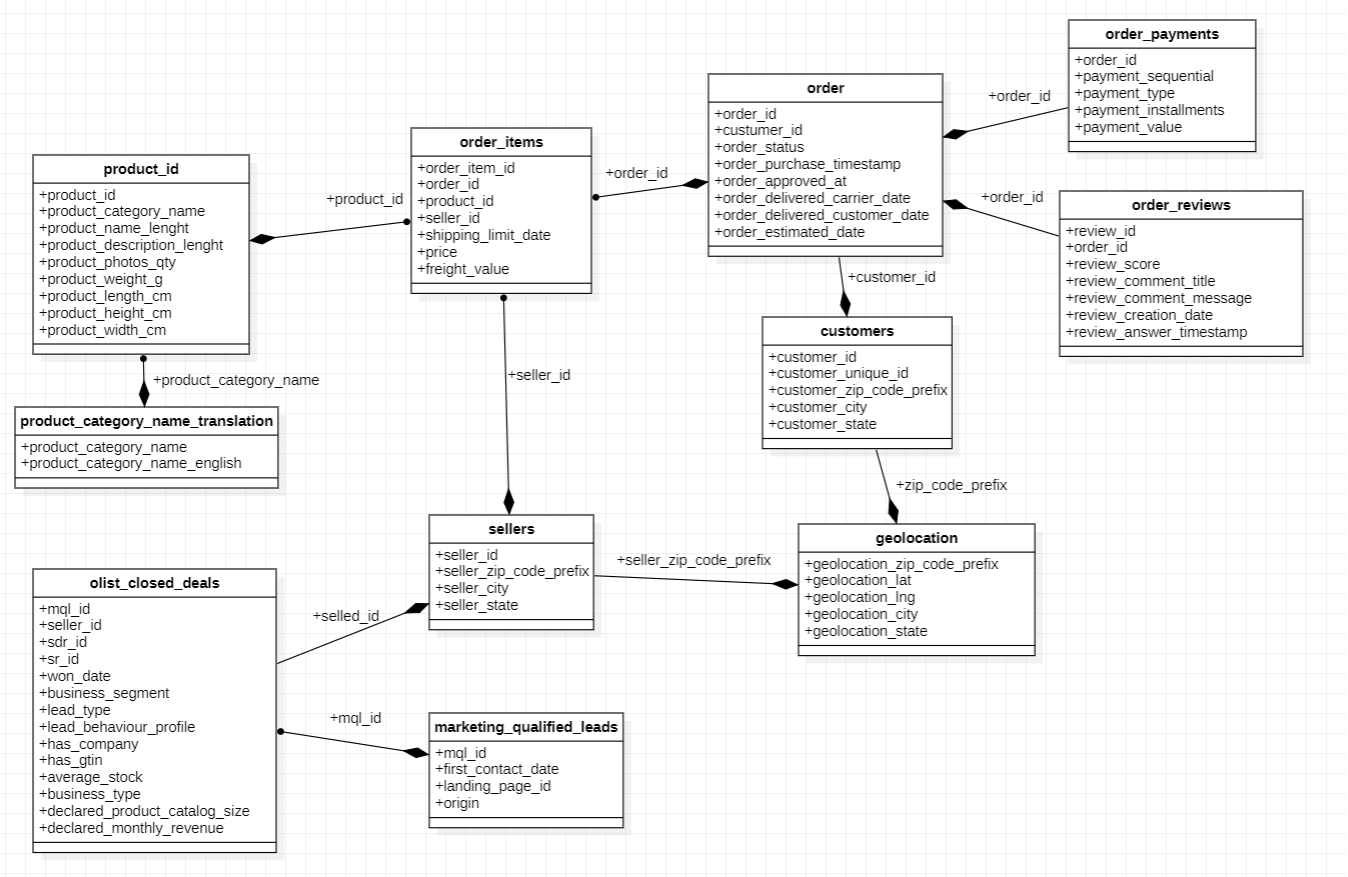 order_payments
+order_id
+payment_sequential
+payment_type
+payment_installments
+payment_value
order
+order_id
+custumer_id
+order_status
+order_purchase_timestamp
+order_approved_at
+order_delivered_carrier_date
+order_delivered_customer_date
+order_estimated_date
+order_id
order_items
+order_item_id
+order_id
+product_id
+seller_id
+shipping_limit_date
+price
+freight_value
+order_id
product_id
+product_id
+product_category_name
+product_name_lenght
+product_description_lenght
+product_photos_qty
+product_weight_g
+product_length_cm
+product_height_cm
+product_width_cm
+product_id
+order_id
order_reviews
+review_id
+order_id
+review_score
+review_comment_title
+review_comment_message
+review_creation_date
+review_answer_timestamp
+customer_id
customers
+customer_id
+customer_unique_id
+customer_zip_code_prefix
+customer_city
+customer_state
+product_category_name
+seller_id
product_category_name_translation
+product_category_name
+product_category_name_english
+zip_code_prefix
sellers
+seller_id
+seller_zip_code_prefix
+seller_city
+seller_state
+seller_zip_code_prefix
geolocation
+geolocation_zip_code_prefix
+geolocation_lat
+geolocation_lng
+geolocation_city
+geolocation_state
olist_closed_deals
+mql_id
+seller_id
+sdr_id
+sr_id
+won_date
+business_segment
+lead_type
+lead_behaviour_profile
+has_company
+has_gtin
+average_stock
+business_type
+declared_product_catalog_size
+declared_monthly_revenue
+selled_id
+mql_id
marketing_qualified_leads
+mql_id
+first_contact_date
+landing_page_id
+origin